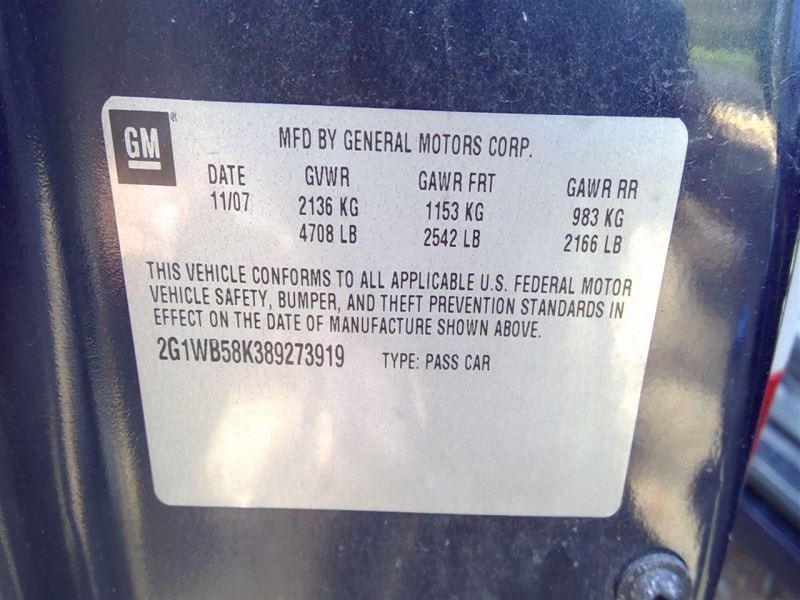 GM®
MFD BY GENERAL MOTORS CORP.
DATE GVWR GAWR FRT GAWR RR
11/07 2136 KG 1153 KG 983 KG
4708 LB 2542 LB 2166 LB
THIS VEHICLE CONFORMS TO ALL APPLICABLE U.S. FEDERAL MOTOR
VEHICLE SAFETY, BUMPER, AND THEFT PREVENTION STANDARDS IN
EFFECT ON THE DATE OF MANUFACTURE SHOWN ABOVE.
2G1WB58K389273919 TYPE: PASS CAR